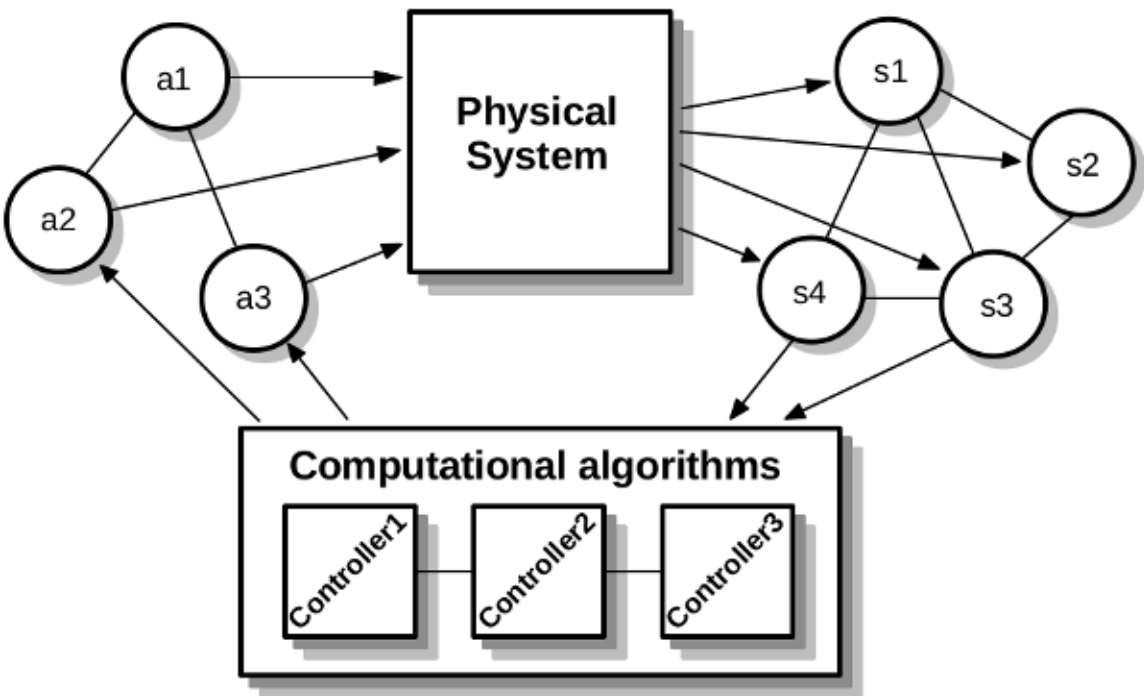 a1
Physical
System
s1
s2
a2
a3
s4
s3
Computational algorithms
Controller1
Controller2
Controller3